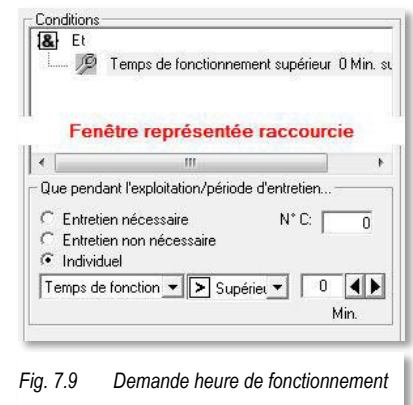 Conditions
& Et
Temps de fonctionnement supérieur 0 Min. su
Fenêtre représentée raccourcie
Que pendant l'exploitation/période d'entretien...
Entretien nécessaire N° C: 0
Entretien non nécessaire
Individuel
Temps de fonction > Supérieu 0
Min.
Fig. 7.9 Demande heure de fonctionnement